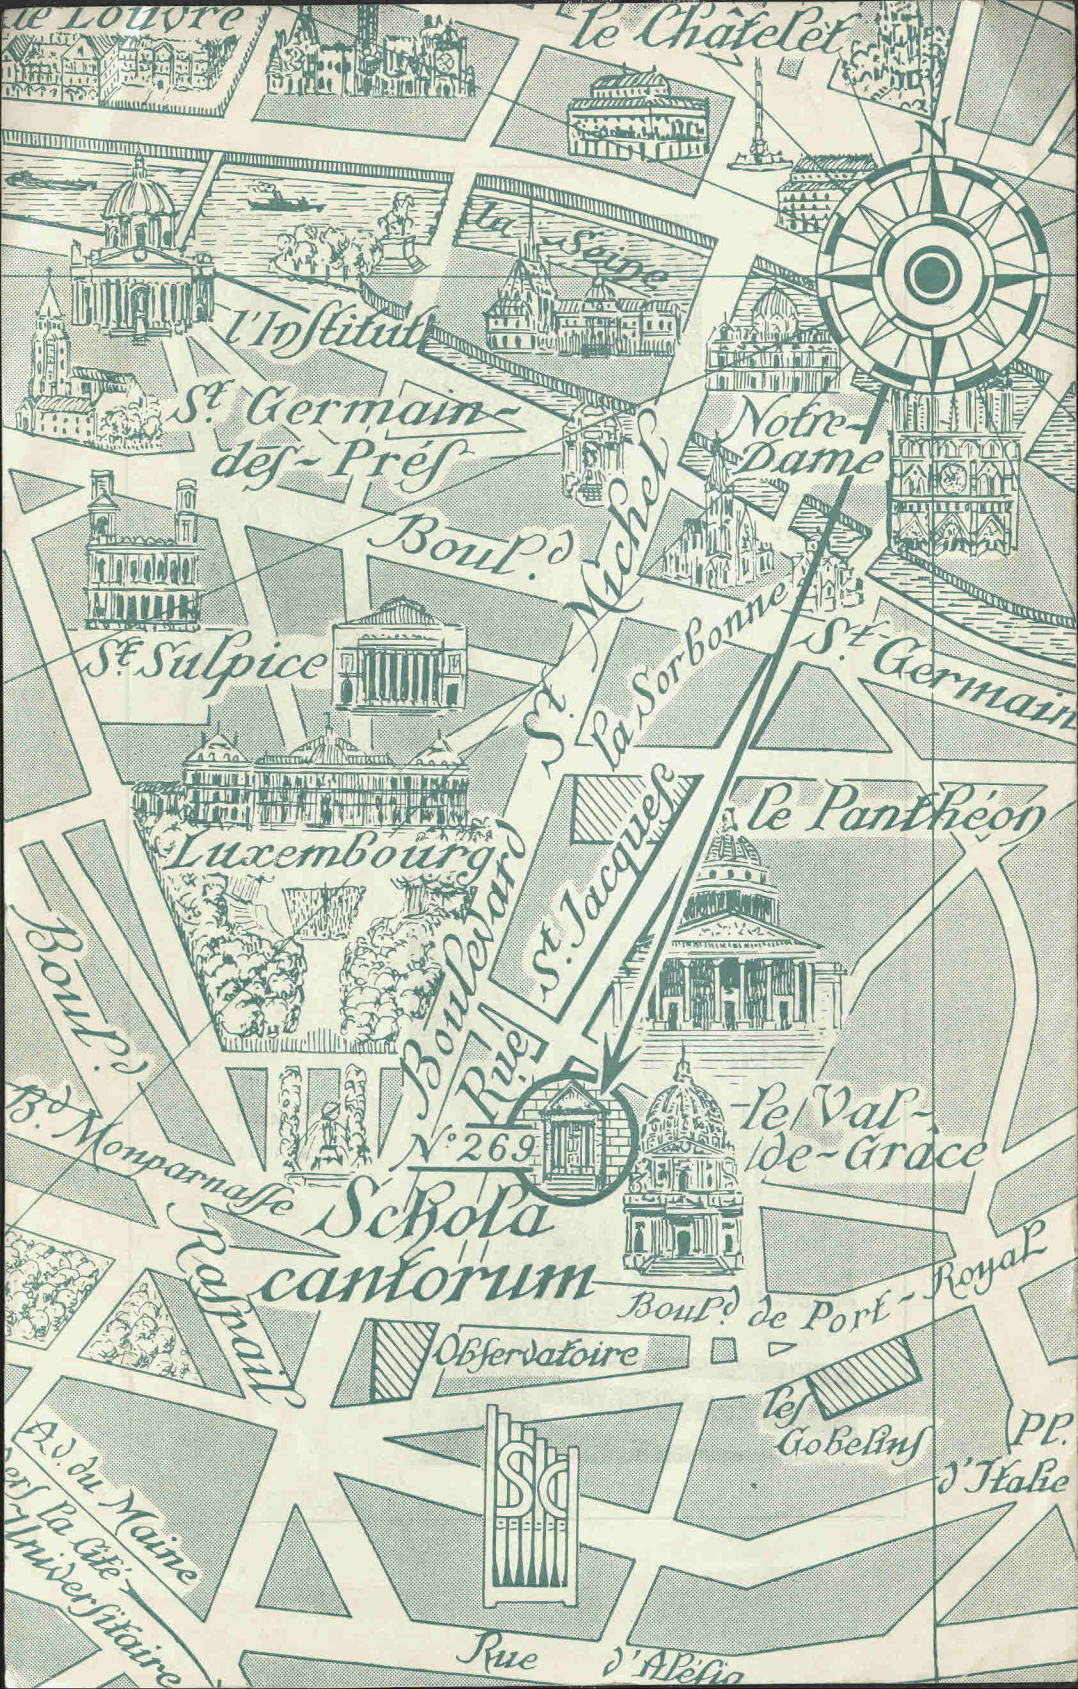 le Louvre
le Châtelet
N
la Seine
l'Institut
St. Germain-
des-Prés
Notre-
Dame
Boul.d
St. Germain
St. Michel
Boulevard
St. Sulpice
la Sorbonne
le Panthéon
Luxembourg
Rue
St. Jacques
Boul.d
Raspail
Bd. Monparnasse
le Val-
de-Grâce
N° 269
Schola
cantórum
Boul.d de Port-Royal
Observatoire
les
Gobelins
Pl.
d'Italie
SC
Av. du Maine
vers la Cité
Universitaire
Rue d'Alésia